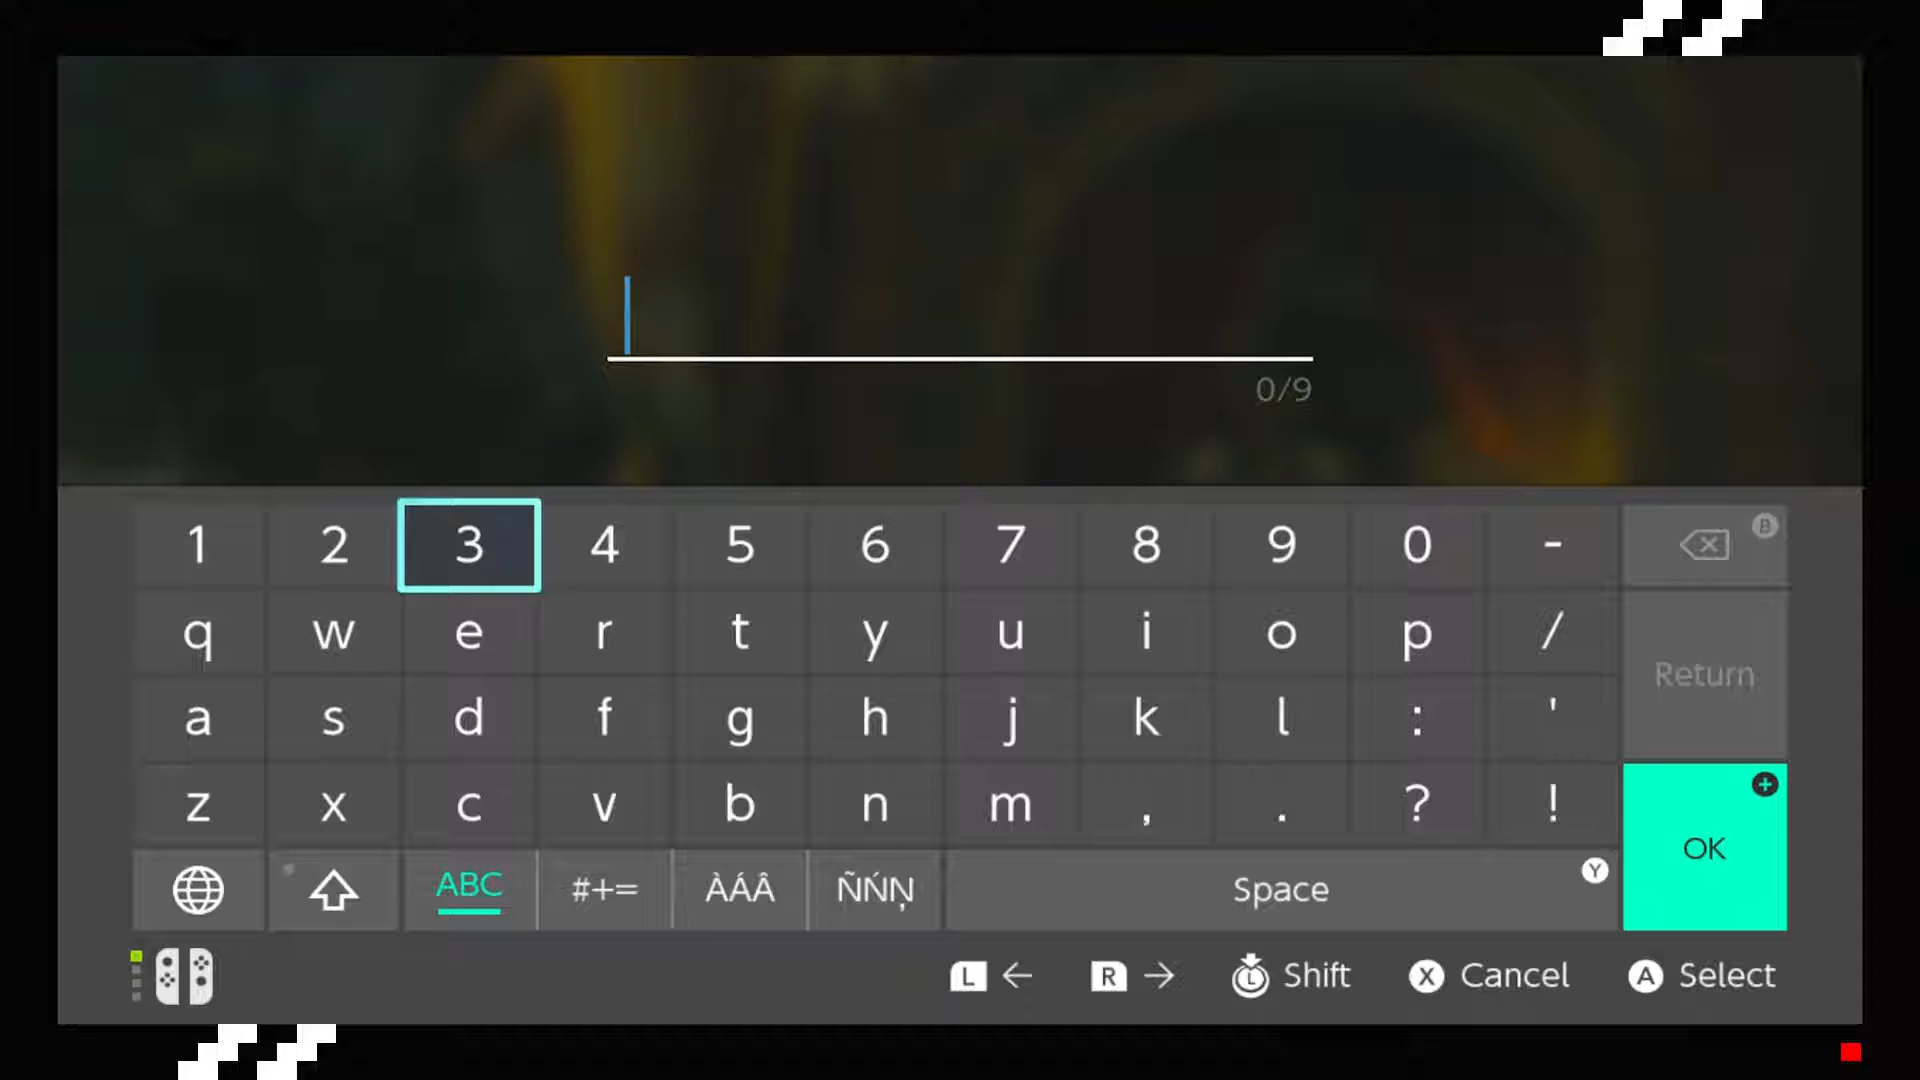 0/9
1 2 3 4 5 6 7 8 9 0 - B
q w e r t y u i o p /
Return
a s d f g h j k l : '
z x c v b n m , . ? ! +
OK
ABC #+= ÀÁÂ ÑŃŅ Space Y
L ← R → L Shift X Cancel A Select